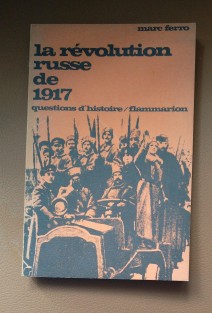 marc ferro
la révolution
russe
de
1917
questions d'histoire/flammarion